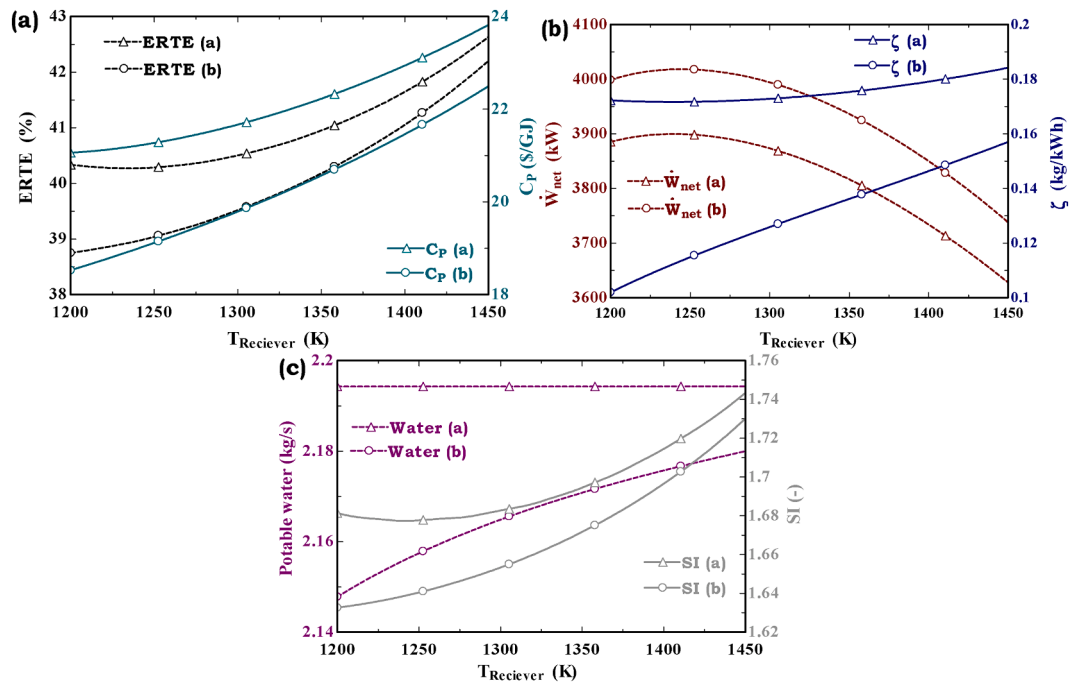 (a)
43
42
41
40
39
38
ERTE (%)
ERTE (a)
ERTE (b)
24
22
20
18
C_P ($/GJ)
C_P (a)
C_P (b)
1200 1250 1300 1350 1400 1450
T_Reciever (K)
(b)
4100
4000
3900
3800
3700
3600
Ẇ_net (kW)
ζ (a)
ζ (b)
Ẇ_net (a)
Ẇ_net (b)
0.2
0.18
0.16
0.14
0.12
0.1
ζ (kg/kWh)
1200 1250 1300 1350 1400 1450
T_Reciever (K)
(c)
2.2
2.18
2.16
2.14
Potable water (kg/s)
Water (a)
Water (b)
1.76
1.74
1.72
1.7
1.68
1.66
1.64
1.62
SI (-)
SI (a)
SI (b)
1200 1250 1300 1350 1400 1450
T_Reciever (K)